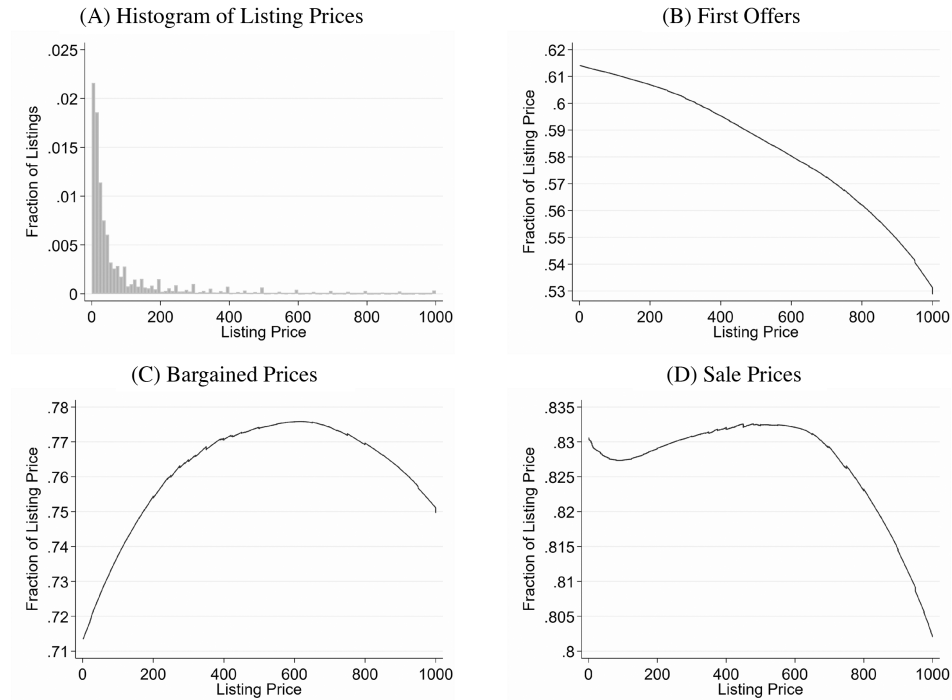 (A) Histogram of Listing Prices
.025
.02
.015
.01
.005
0
Fraction of Listings
0 200 400 600 800 1000
Listing Price
(B) First Offers
.62
.61
.6
.59
.58
.57
.56
.55
.54
.53
Fraction of Listing Price
0 200 400 600 800 1000
Listing Price
(C) Bargained Prices
.78
.77
.76
.75
.74
.73
.72
.71
Fraction of Listing Price
0 200 400 600 800 1000
Listing Price
(D) Sale Prices
.835
.83
.825
.82
.815
.81
.805
.8
Fraction of Listing Price
0 200 400 600 800 1000
Listing Price